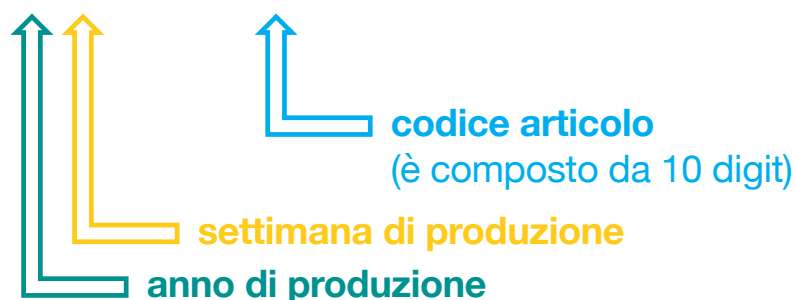 codice articolo
(è composto da 10 digit)
settimana di produzione
anno di produzione